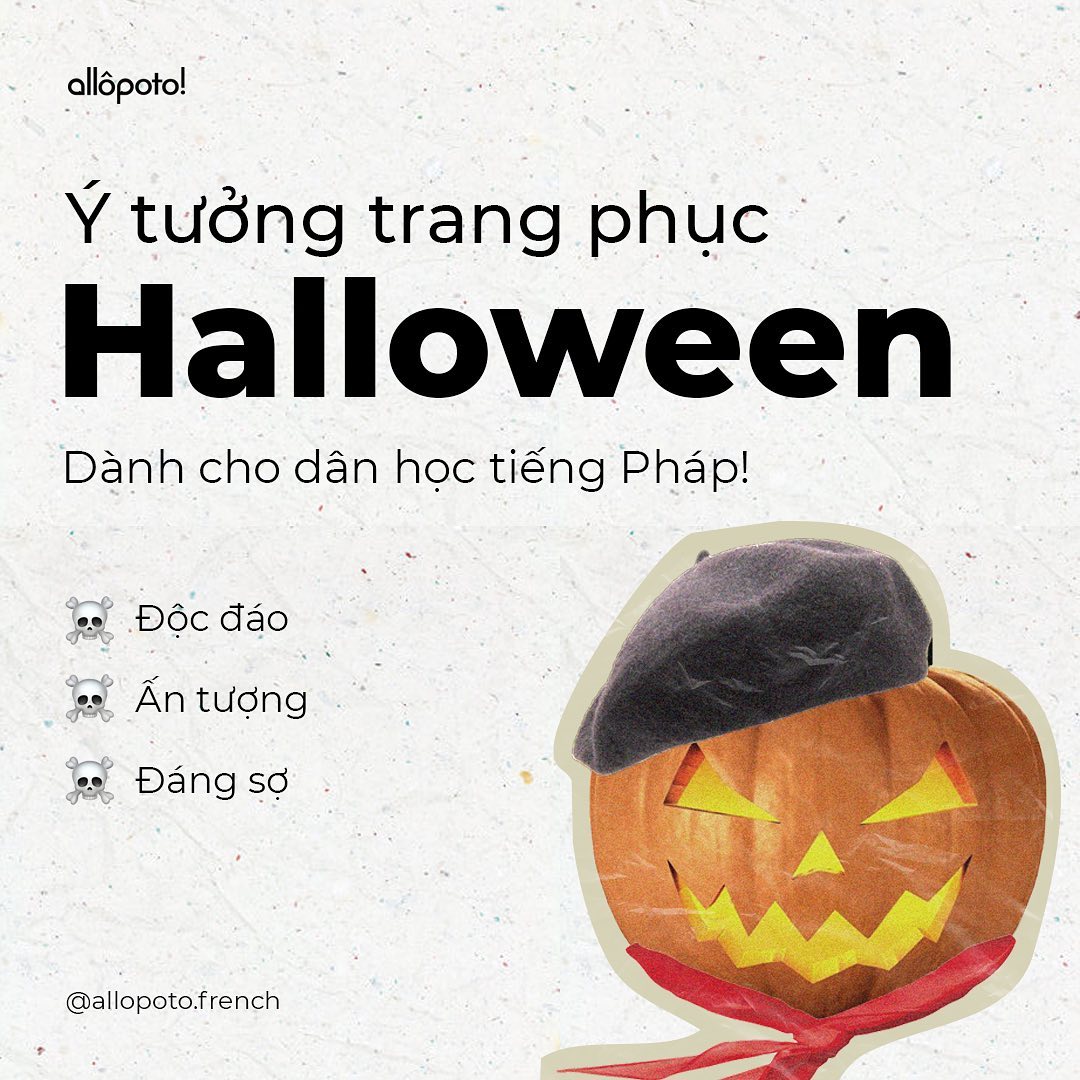 allôpoto!
Ý tưởng trang phục
Halloween
Dành cho dân học tiếng Pháp!
Độc đáo
Ấn tượng
Đáng sợ
@allopoto.french